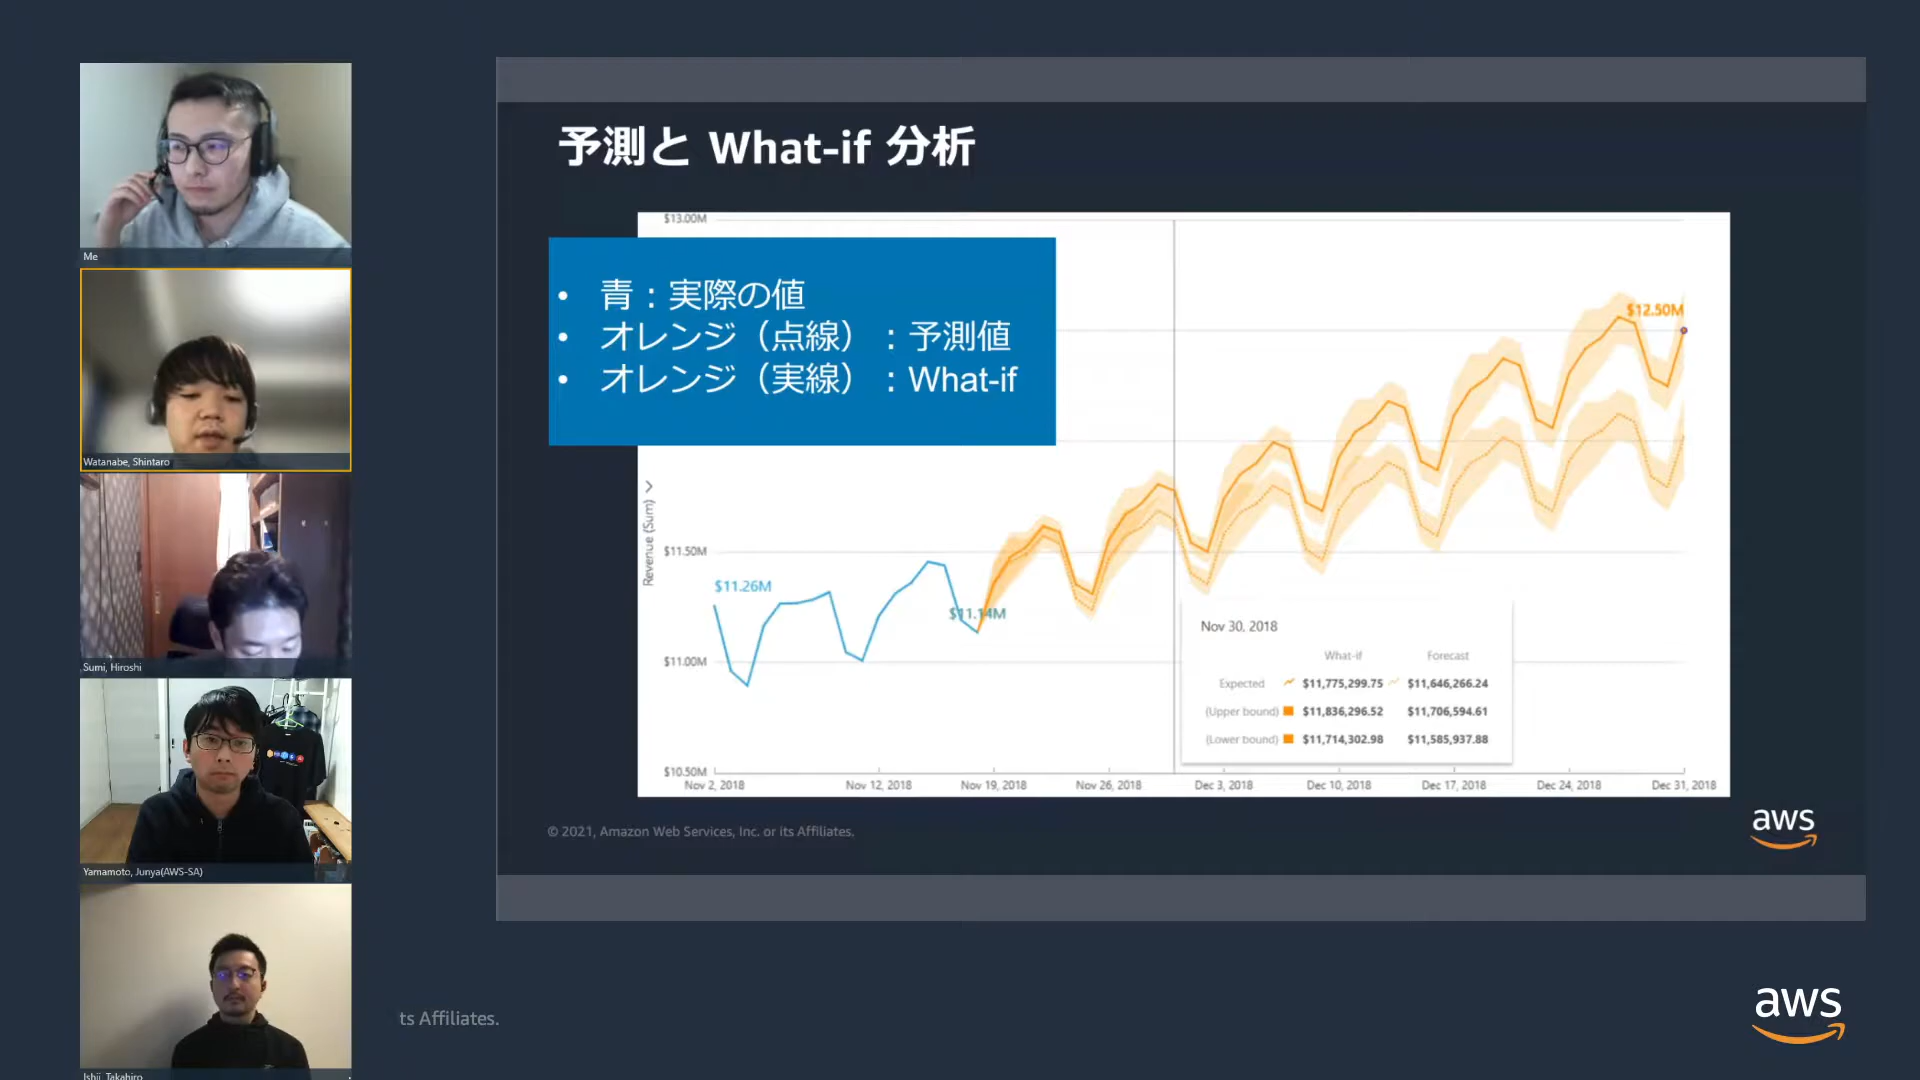 Me
Watanabe, Shintaro
Sumi, Hiroshi
Yamamoto, Junya(AWS-SA)
Ishii, Takahiro
予測と What-if 分析
• 青：実際の値
• オレンジ（点線）：予測値
• オレンジ（実線）：What-if
$13.00M
$12.50M
Revenue (Sum)
$11.50M
$11.26M
$11.14M
$11.00M
$10.50M
Nov 30, 2018
What-if Forecast
Expected $11,775,299.75 $11,646,266.24
(Upper bound) $11,836,296.52 $11,706,594.61
(Lower bound) $11,714,302.98 $11,585,937.88
Nov 2, 2018 Nov 12, 2018 Nov 19, 2018 Nov 26, 2018 Dec 3, 2018 Dec 10, 2018 Dec 17, 2018 Dec 24, 2018 Dec 31, 2018
© 2021, Amazon Web Services, Inc. or its Affiliates.
aws
ts Affiliates.
aws